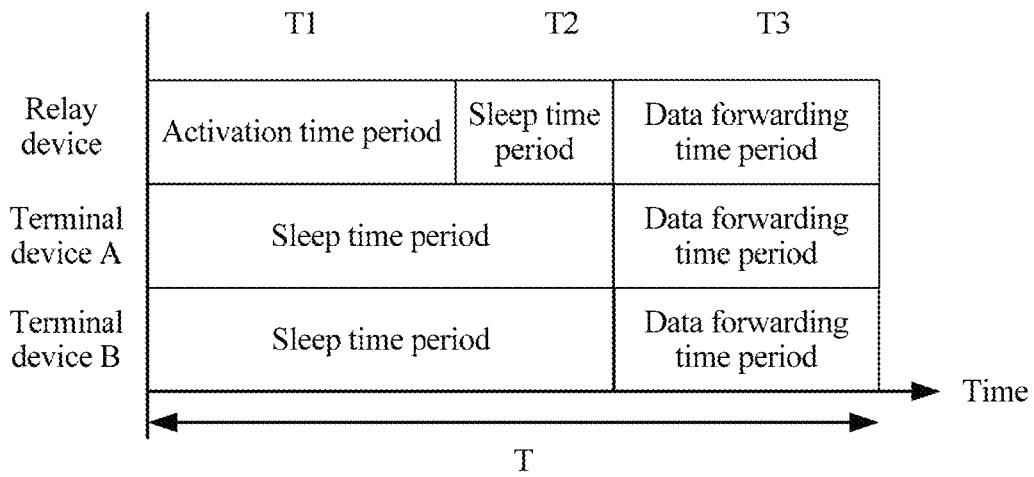 T1 T2 T3
Relay
device
Activation time period
Sleep time
period
Data forwarding
time period
Terminal
device A
Sleep time period
Data forwarding
time period
Terminal
device B
Sleep time period
Data forwarding
time period
Time
T